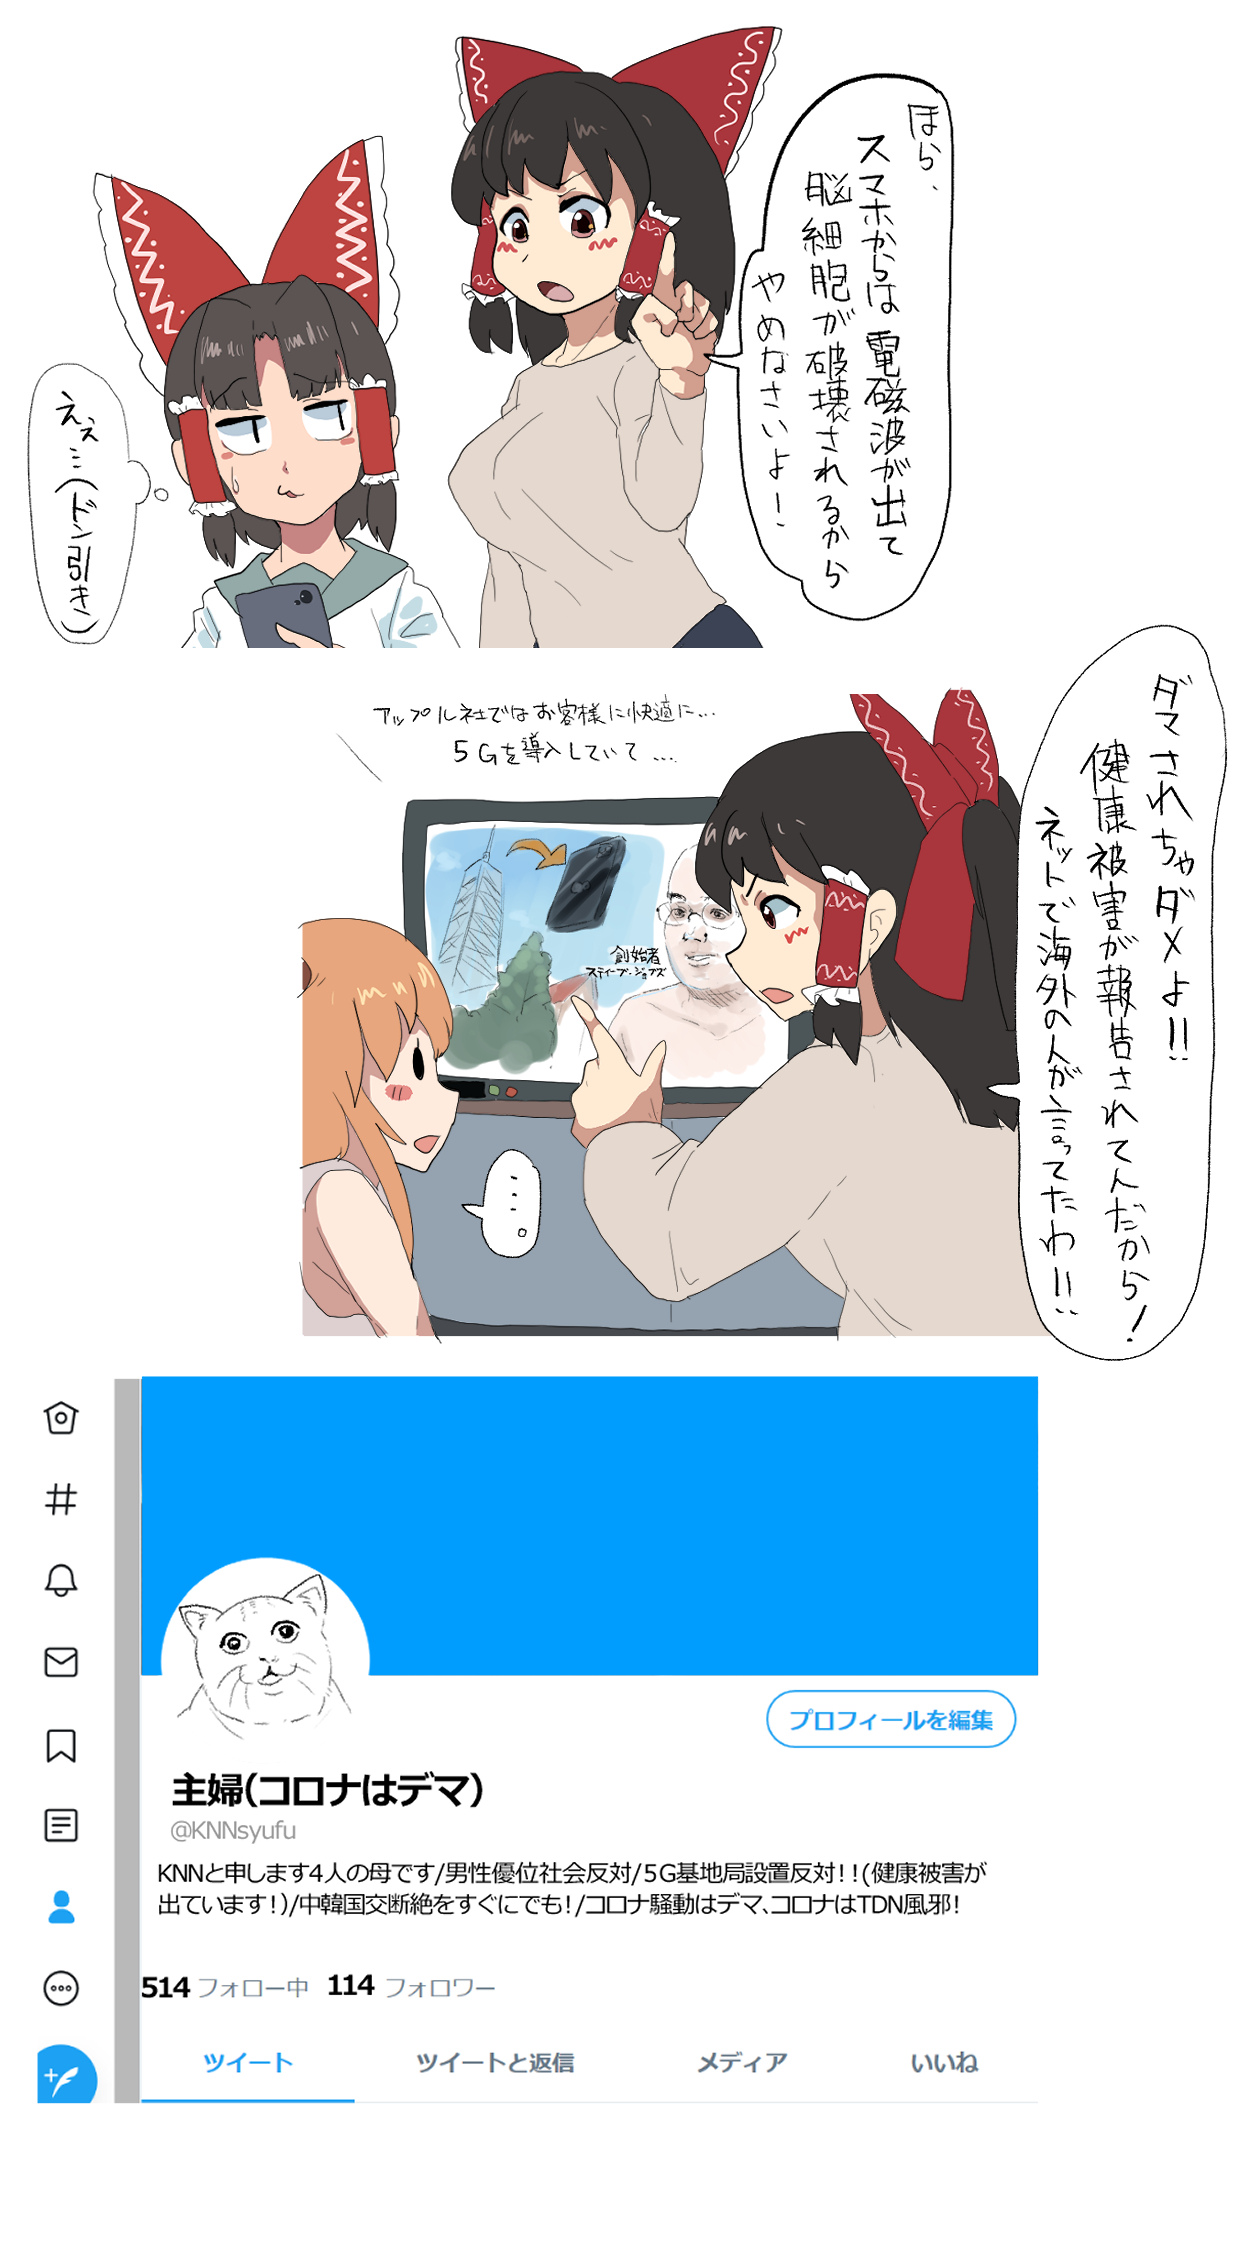 ほら、
スマホからは電磁波が出て
脳細胞が破壊されるから
やめなさいよー!
えぇ…(ドン引き)
ダマされちゃダメよ!!
健康被害が報告されてんだから!
ネットで海外の人が言ってたわ!!
アップル社ではお客様に快適に…
5Gを導入していて…
創始者
スティーブ・ジョブズ
…。
プロフィールを編集
主婦(コロナはデマ)
@KNNsyufu
KNNと申します4人の母です/男性優位社会反対/5G基地局設置反対!!(健康被害が
出ています!)/中韓国交断絶をすぐにでも!/コロナ騒動はデマ、コロナはTDN風邪!
514 フォロー中 114 フォロワー
ツイート ツイートと返信 メディア いいね